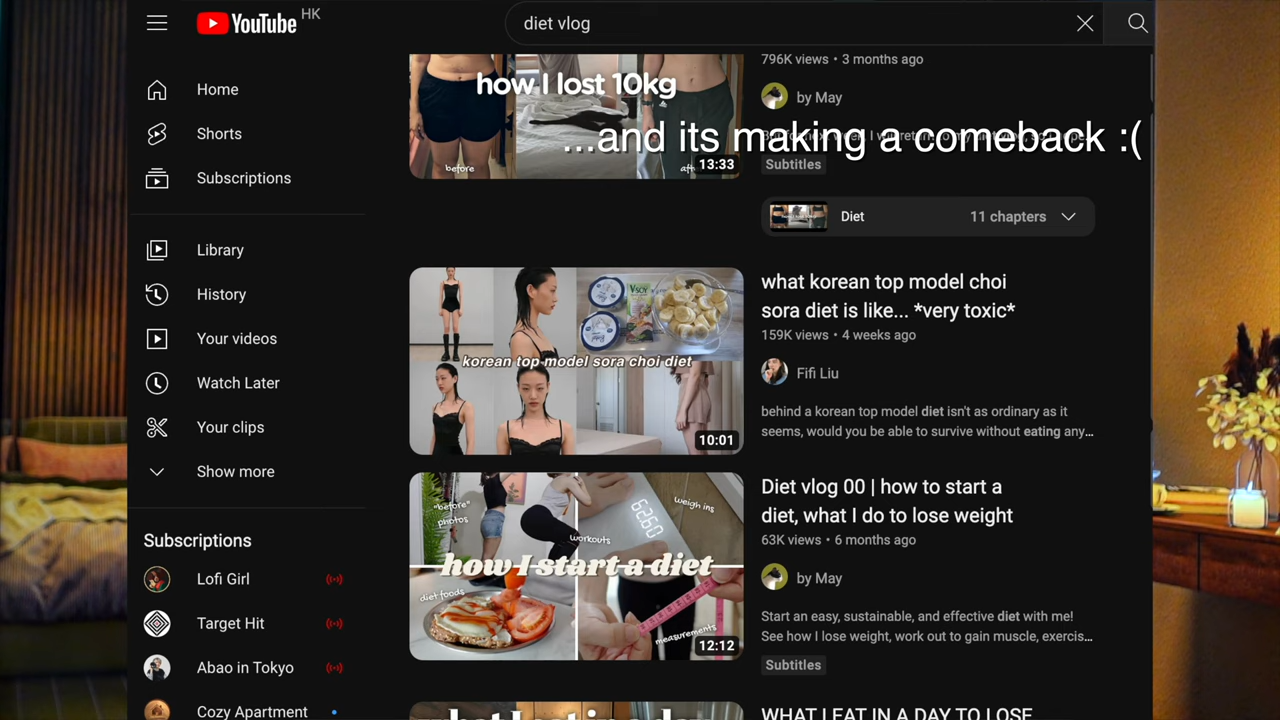 YouTube HK
diet vlog
Home
Shorts
Subscriptions
Library
History
Your videos
Watch Later
Your clips
Show more
Subscriptions
Lofi Girl
Target Hit
Abao in Tokyo
Cozy Apartment
how I lost 10kg
before
13:33
796K views • 3 months ago
by May
...and its making a comeback :(
Subtitles
Diet
11 chapters
korean top model sora choi diet
10:01
what korean top model choi
sora diet is like... *very toxic*
159K views • 4 weeks ago
Fifi Liu
behind a korean top model diet isn't as ordinary as it
seems, would you be able to survive without eating any...
"before"
photos
workouts
weigh ins
62.60
how I start a diet
diet foods
measurements
12:12
Diet vlog 00 | how to start a
diet, what I do to lose weight
63K views • 6 months ago
by May
Start an easy, sustainable, and effective diet with me!
See how I lose weight, work out to gain muscle, exercis...
Subtitles
what I eat in a day
WHAT I EAT IN A DAY TO LOSE